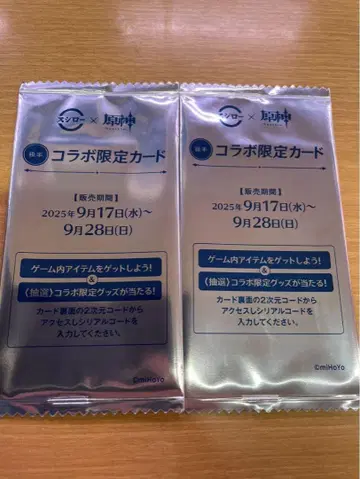 スシロー × 原神
後半 コラボ限定カード
【販売期間】
2025年9月17日(水)～
9月28日(日)
ゲーム内アイテムをゲットしよう!
&
〈抽選〉コラボ限定グッズが当たる!
カード裏面の2次元コードから
アクセスしシリアルコードを
入力してください。
©miHoYo
スシロー × 原神
後半 コラボ限定カード
【販売期間】
2025年9月17日(水)～
9月28日(日)
ゲーム内アイテムをゲットしよう!
&
〈抽選〉コラボ限定グッズが当たる!
カード裏面の2次元コードから
アクセスしシリアルコードを
入力してください。
©miHoYo